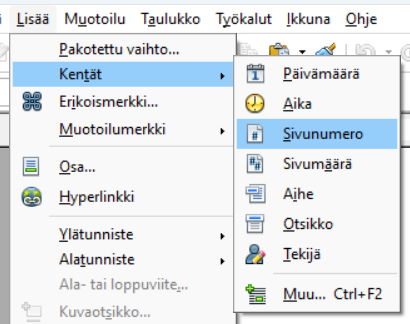 Lisää Muotoilu Taulukko Työkalut Ikkuna Ohje
Pakotettu vaihto...
Kentät
Erikoismerkki...
Muotoilumerkki
Osa...
Hyperlinkki
Ylätunniste
Alatunniste
Ala- tai loppuviite...
Kuvaotsikko...
Päivämäärä
Aika
Sivunumero
Sivumäärä
Aihe
Otsikko
Tekijä
Muu... Ctrl+F2